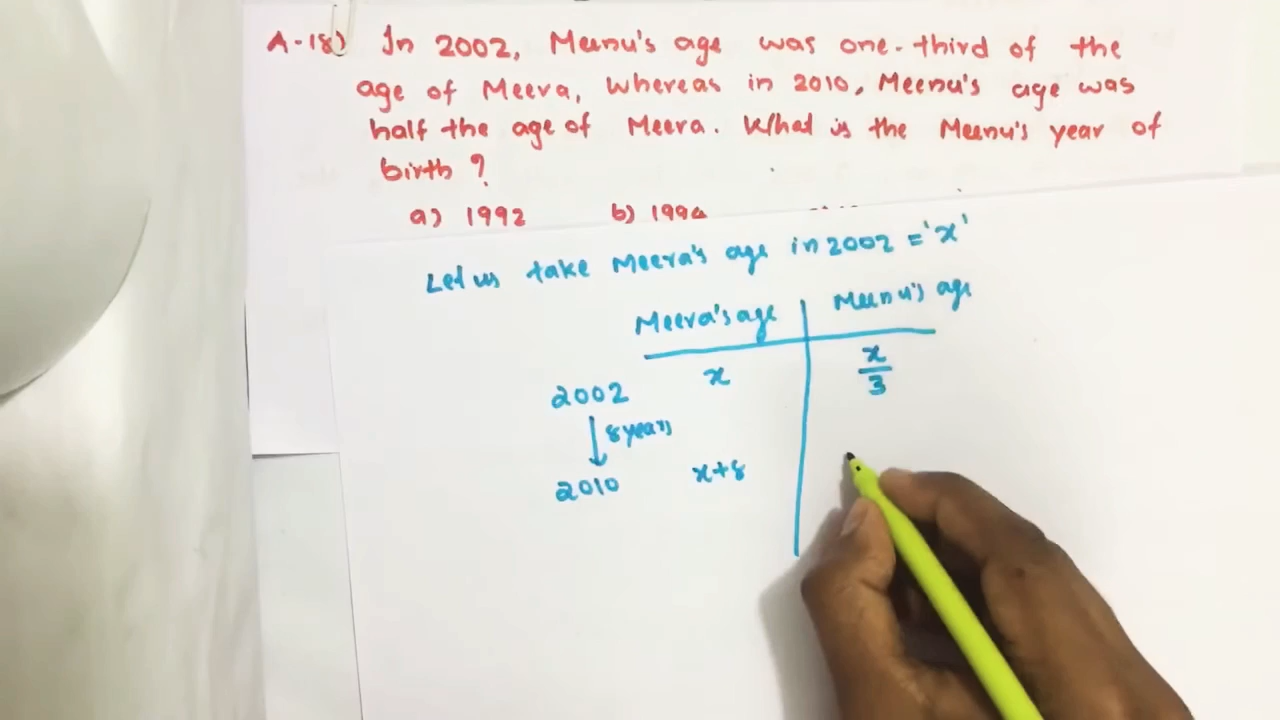 A-18) In 2002, Meenu's age was one-third of the
age of Meera, whereas in 2010, Meenu's age was
half the age of Meera. What is the Meenu's year of
birth?
a) 1992 b) 1994
Let us take Meera's age in 2002 = 'x'
Meera's age Meenu's age
2002 x x/3
↓ 8 years
2010 x+8